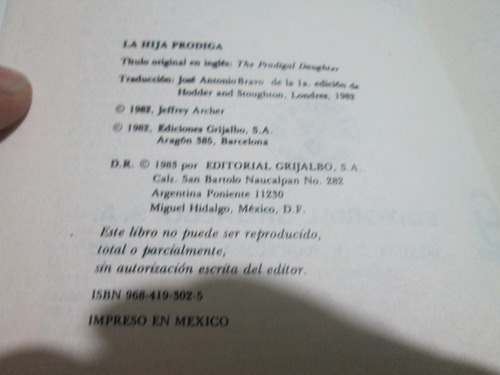 LA HIJA PRODIGA
Título original en inglés: The Prodigal Daughter
Traducción: José Antonio Bravo de la 1a. edición de
Hodder and Stoughton, Londres, 1982
© 1982, Jeffrey Archer
© 1982, Ediciones Grijalbo, S.A.
Aragón 385, Barcelona
D.R. © 1985 por EDITORIAL GRIJALBO, S.A.
Calz. San Bartolo Naucalpan No. 282
Argentina Poniente 11230
Miguel Hidalgo, México, D.F.
Este libro no puede ser reproducido,
total o parcialmente,
sin autorización escrita del editor.
ISBN 968-419-302-5
IMPRESO EN MEXICO